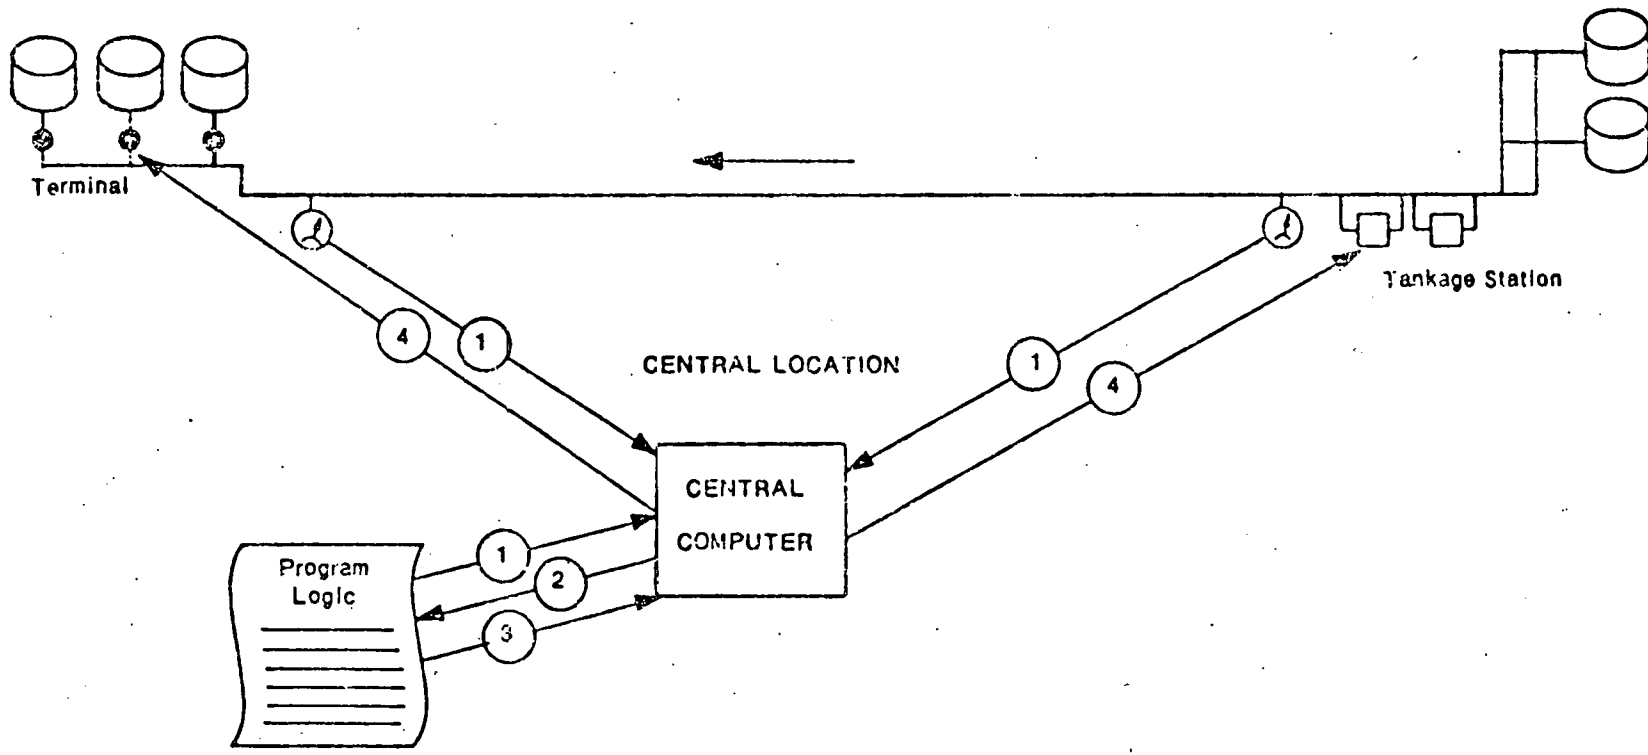 Terminal
Tankage Station
4
1
CENTRAL LOCATION
1
4
CENTRAL
COMPUTER
1
Program
Logic
2
3